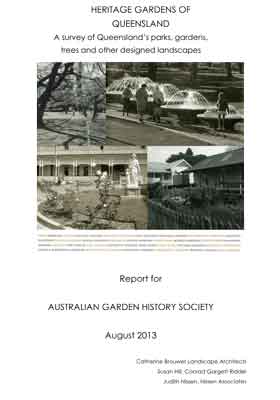 HERITAGE GARDENS OF
QUEENSLAND
A survey of Queensland's parks, gardens,
trees and other designed landscapes
Report for
AUSTRALIAN GARDEN HISTORY SOCIETY
August 2013
Catherine Brouwer Landscape Architects
Susan Hill, Conrad Gargett Riddel
Judith Nissen, Nissen Associates